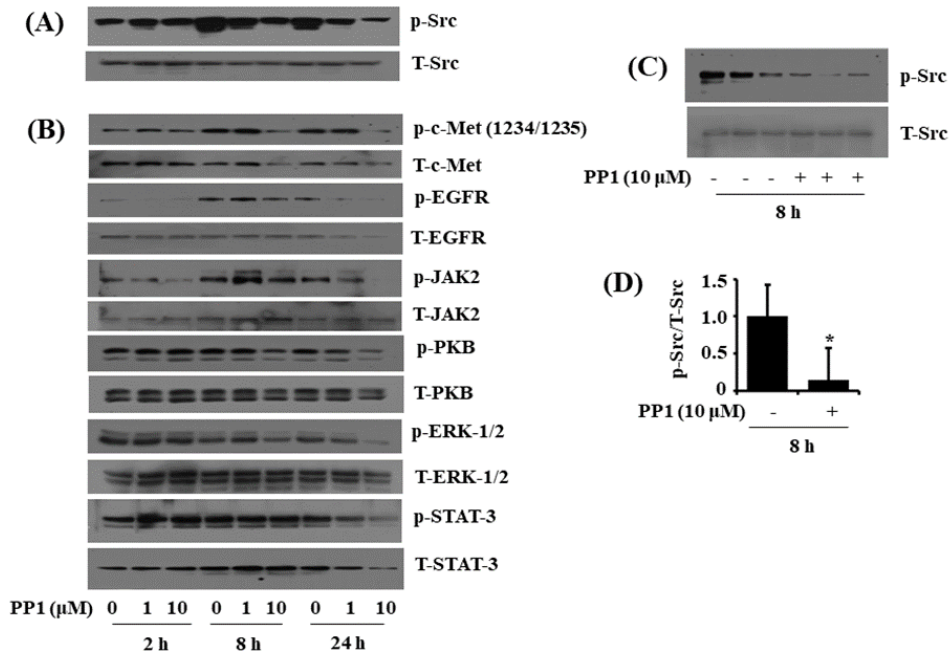 (A)
p-Src
T-Src
(B)
p-c-Met (1234/1235)
T-c-Met
p-EGFR
T-EGFR
p-JAK2
T-JAK2
p-PKB
T-PKB
p-ERK-1/2
T-ERK-1/2
p-STAT-3
T-STAT-3
PP1 (μM) 0 1 10 0 1 10 0 1 10
2 h 8 h 24 h
(C)
p-Src
T-Src
PP1 (10 μM) - - - + + +
8 h
(D)
p-Src/T-Src
1.5
1.0
0.5
0
*
PP1 (10 μM) - +
8 h